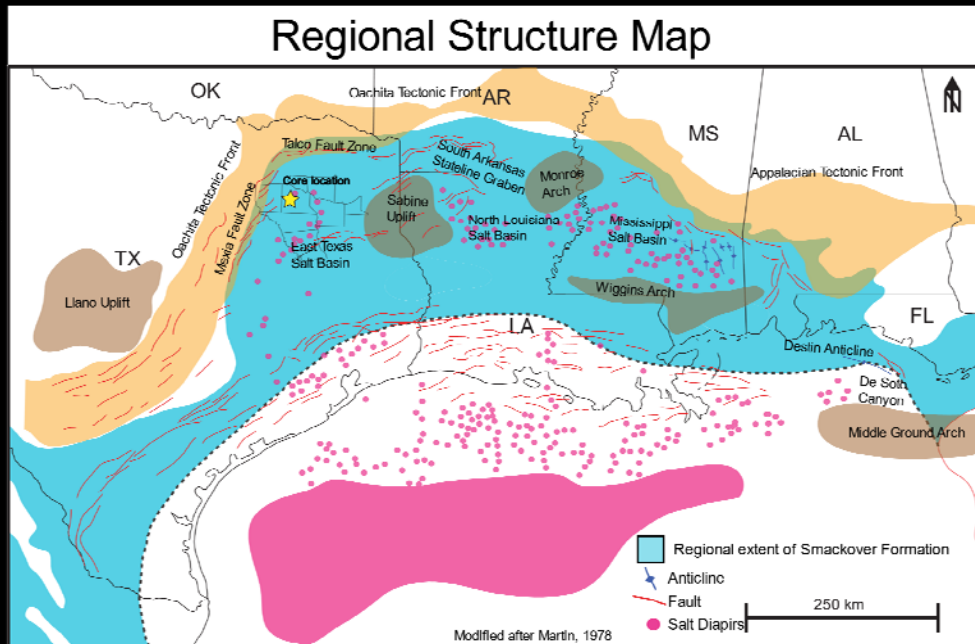 Regional Structure Map
OK
Oachita Tectonic Front
AR
N
MS
AL
Talco Fault Zone
South Arkansas
Stateline Graben
Appalacian Tectonic Front
Oachita Tectonic Front
Core location
Monroe
Arch
Mexia Fault Zone
Sabine
Uplift
North Louisiana
Salt Basin
Mississippi
Salt Basin
East Texas
Salt Basin
TX
Llano Uplift
Wiggins Arch
LA
FL
Destin Anticline
De Soto
Canyon
Middle Ground Arch
Regional extent of Smackover Formation
Anticline
Fault
Salt Diapirs
250 km
Modified after Martin, 1978